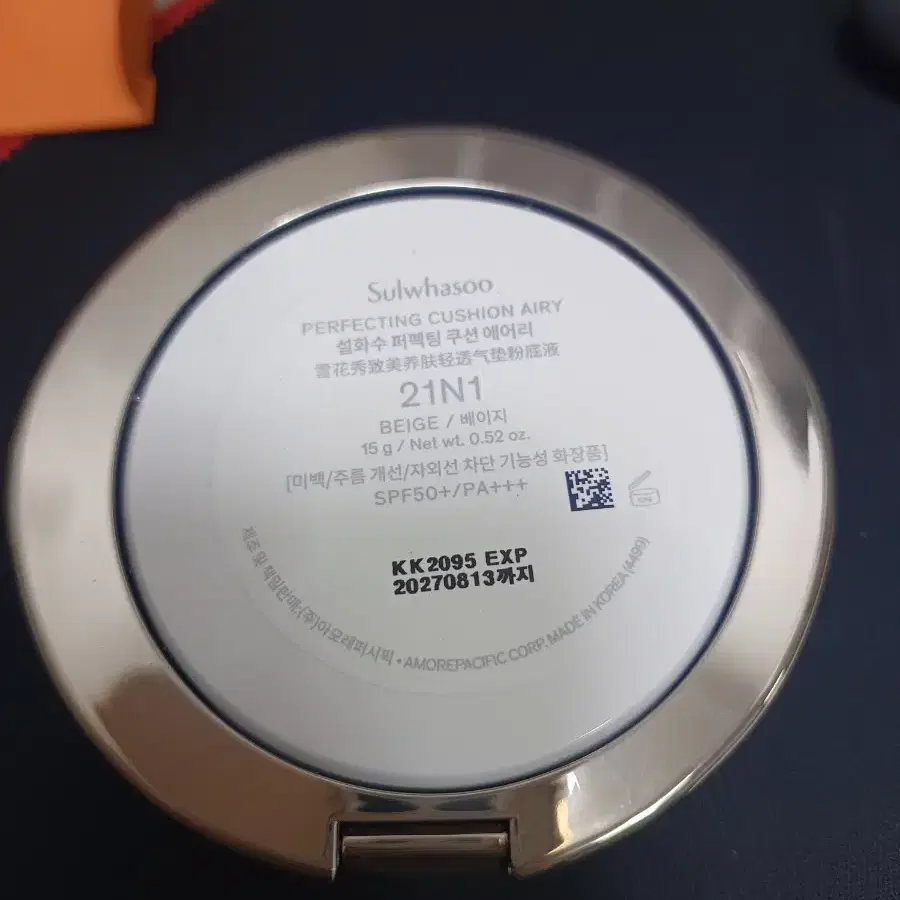 Sulwhasoo
PERFECTING CUSHION AIRY
설화수 퍼펙팅 쿠션 에어리
雪花秀致美养肤轻透气垫粉底液
21N1
BEIGE / 베이지
15 g / Net wt. 0.52 oz.
[미백/주름 개선/자외선 차단 기능성 화장품]
SPF50+/PA+++
KK2095 EXP
20270813까지
제조 및 책임판매: (주)아모레퍼시픽 • AMOREPACIFIC CORP. MADE IN KOREA (4499)